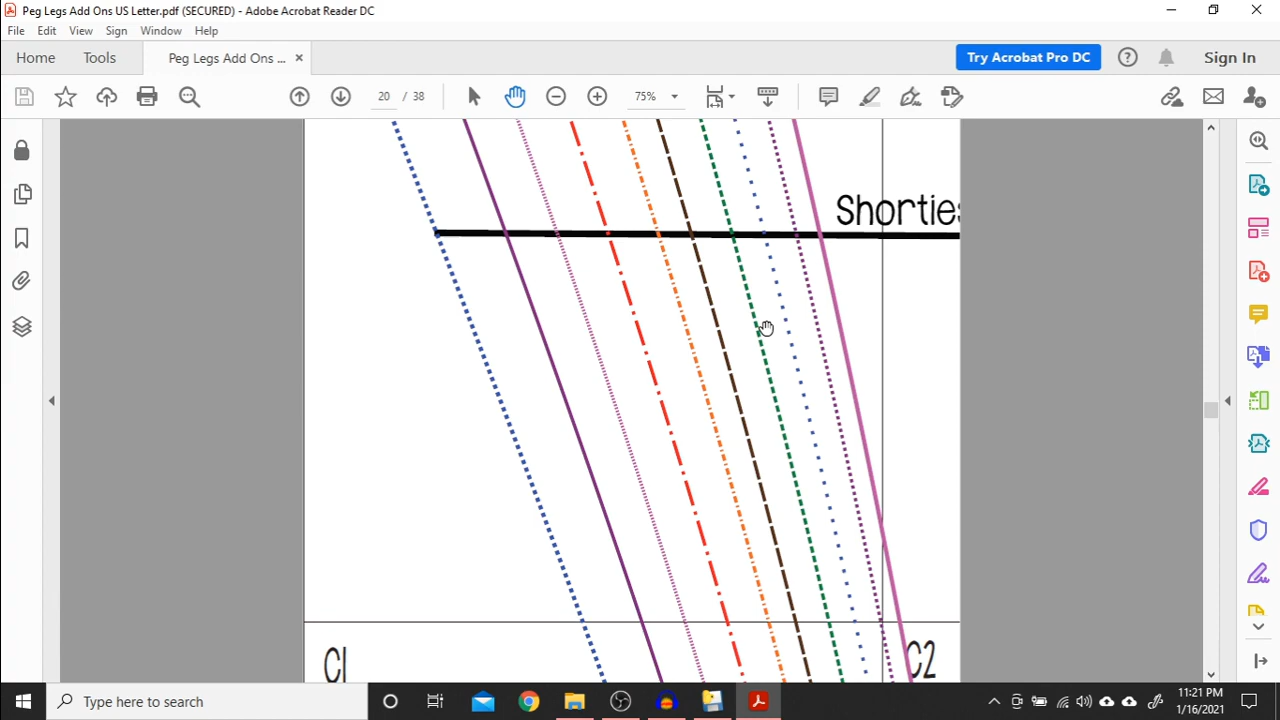 Peg Legs Add Ons US Letter.pdf (SECURED) - Adobe Acrobat Reader DC
File Edit View Sign Window Help
Home Tools Peg Legs Add Ons ... × Try Acrobat Pro DC Sign In
20 / 38 75%
Shorties
C1 C2
Type here to search
11:21 PM
1/16/2021